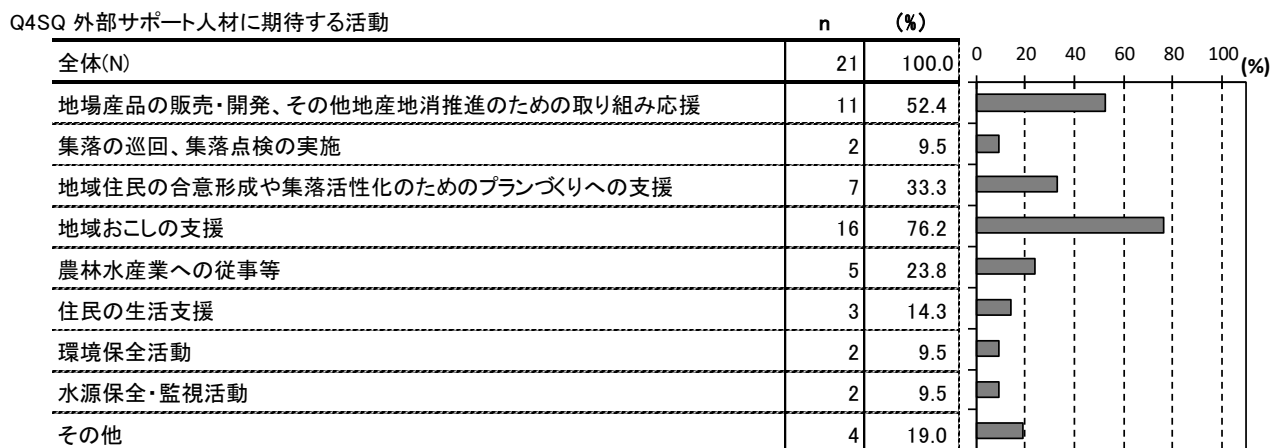 Q4SQ 外部サポート人材に期待する活動 n (%)
全体(N) 21 100.0 0 20 40 60 80 100 (%)
地場産品の販売・開発、その他地産地消推進のための取り組み応援 11 52.4
集落の巡回、集落点検の実施 2 9.5
地域住民の合意形成や集落活性化のためのプランづくりへの支援 7 33.3
地域おこしの支援 16 76.2
農林水産業への従事等 5 23.8
住民の生活支援 3 14.3
環境保全活動 2 9.5
水源保全・監視活動 2 9.5
その他 4 19.0